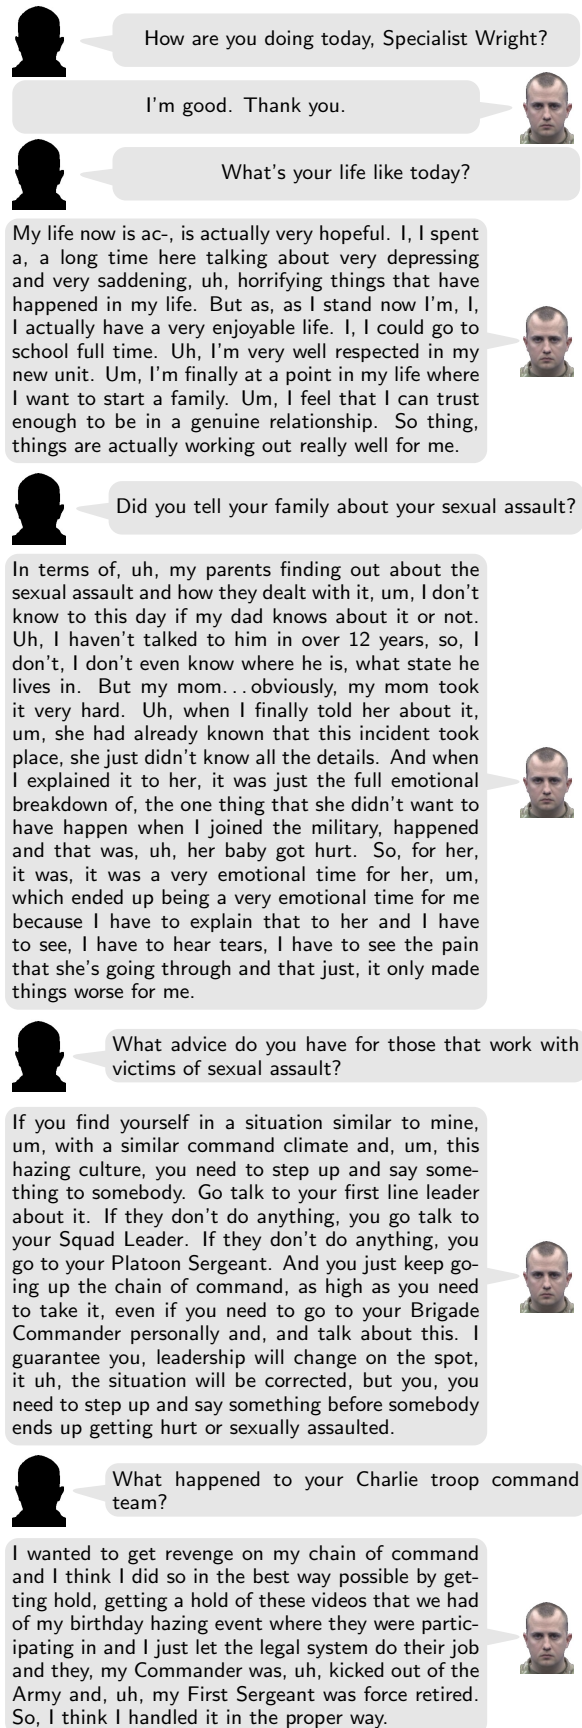 How are you doing today, Specialist Wright?
I'm good. Thank you.
What's your life like today?
My life now is ac-, is actually very hopeful. I, I spent
a, a long time here talking about very depressing
and very saddening, uh, horrifying things that have
happened in my life. But as, as I stand now I'm, I,
I actually have a very enjoyable life. I, I could go to
school full time. Uh, I'm very well respected in my
new unit. Um, I'm finally at a point in my life where
I want to start a family. Um, I feel that I can trust
enough to be in a genuine relationship. So thing,
things are actually working out really well for me.
Did you tell your family about your sexual assault?
In terms of, uh, my parents finding out about the
sexual assault and how they dealt with it, um, I don't
know to this day if my dad knows about it or not.
Uh, I haven't talked to him in over 12 years, so, I
don't, I don't even know where he is, what state he
lives in. But my mom...obviously, my mom took
it very hard. Uh, when I finally told her about it,
um, she had already known that this incident took
place, she just didn't know all the details. And when
I explained it to her, it was just the full emotional
breakdown of, the one thing that she didn't want to
have happen when I joined the military, happened
and that was, uh, her baby got hurt. So, for her,
it was, it was a very emotional time for her, um,
which ended up being a very emotional time for me
because I have to explain that to her and I have
to see, I have to hear tears, I have to see the pain
that she's going through and that just, it only made
things worse for me.
What advice do you have for those that work with
victims of sexual assault?
If you find yourself in a situation similar to mine,
um, with a similar command climate and, um, this
hazing culture, you need to step up and say some-
thing to somebody. Go talk to your first line leader
about it. If they don't do anything, you go talk to
your Squad Leader. If they don't do anything, you
go to your Platoon Sergeant. And you just keep go-
ing up the chain of command, as high as you need
to take it, even if you need to go to your Brigade
Commander personally and, and talk about this. I
guarantee you, leadership will change on the spot,
it uh, the situation will be corrected, but you, you
need to step up and say something before somebody
ends up getting hurt or sexually assaulted.
What happened to your Charlie troop command
team?
I wanted to get revenge on my chain of command
and I think I did so in the best way possible by get-
ting hold, getting a hold of these videos that we had
of my birthday hazing event where they were partic-
ipating in and I just let the legal system do their job
and they, my Commander was, uh, kicked out of the
Army and, uh, my First Sergeant was force retired.
So, I think I handled it in the proper way.